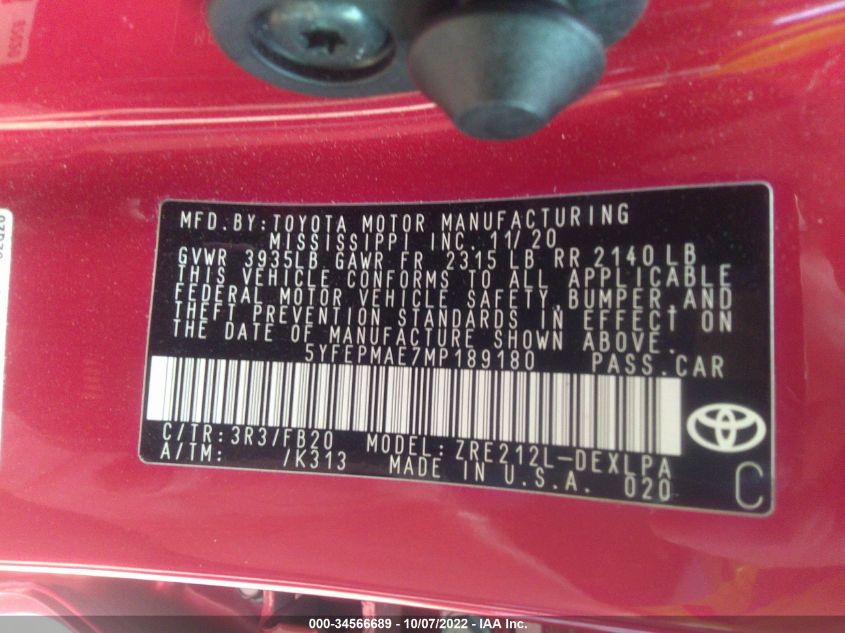 MFD.BY:TOYOTA MOTOR MANUFACTURING
MISSISSIPPI INC. 11/20
GVWR 3935LB GAWR FR 2315 LB RR 2140 LB
THIS VEHICLE CONFORMS TO ALL APPLICABLE
FEDERAL MOTOR VEHICLE SAFETY,BUMPER,AND
THEFT PREVENTION STANDARDS IN EFFECT ON
THE DATE OF MANUFACTURE SHOWN ABOVE.
5YFEPMAE7MP189180 PASS.CAR
C/TR:3R3/FB20 MODEL:ZRE212L-DEXLPA
A/TM: /K313 MADE IN U.S.A. 020
C
000-34566689 - 10/07/2022 - IAA Inc.